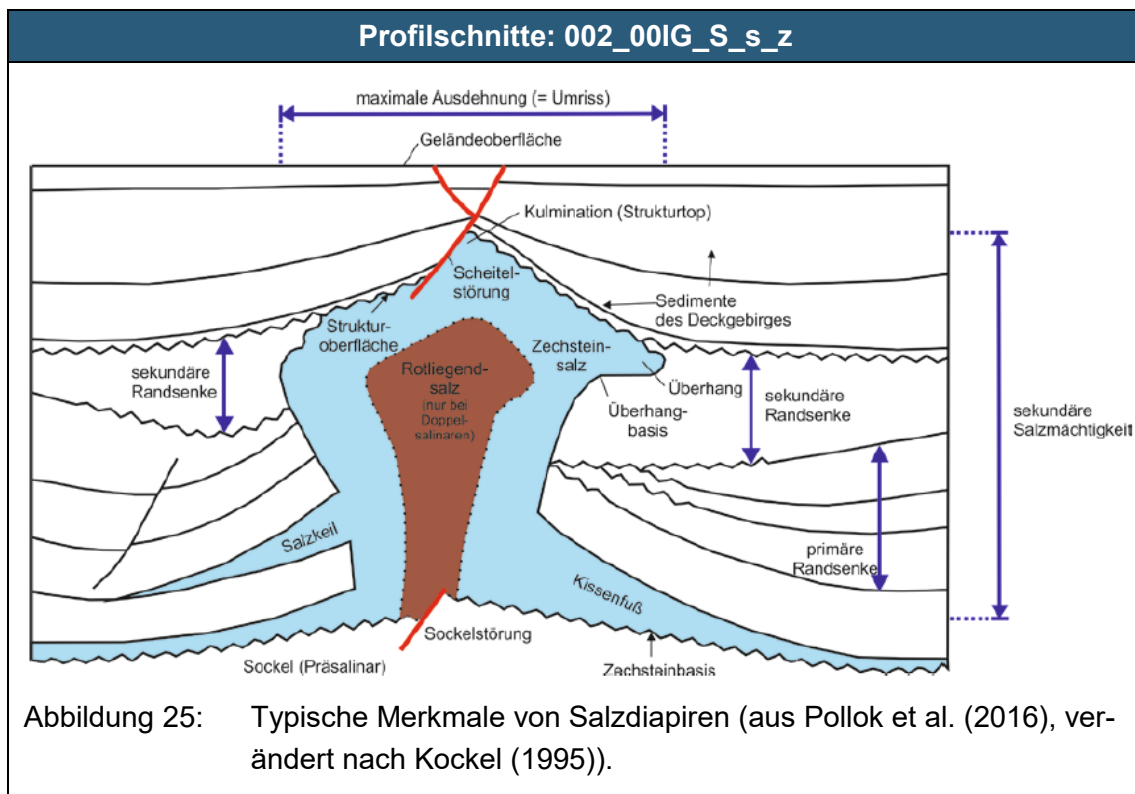 Profilschnitte: 002_00IG_S_s_z
maximale Ausdehnung (= Umriss)
Geländeoberfläche
Kulmination (Strukturtop)
Scheitel-
störung
Sedimente
des Deckgebirges
Struktur-
oberfläche
Zechstein-
salz
sekundäre
Randsenke
Rotliegend-
salz
(nur bei
Doppel-
salinaren)
Überhang
Überhang-
basis
sekundäre
Randsenke
sekundäre
Salzmächtigkeit
Salzkeil
primäre
Randsenke
Kissenfuß
Sockelstörung
Sockel (Präsalinar)
Zechsteinbasis
Abbildung 25: Typische Merkmale von Salzdiapiren (aus Pollok et al. (2016), ver-
ändert nach Kockel (1995)).